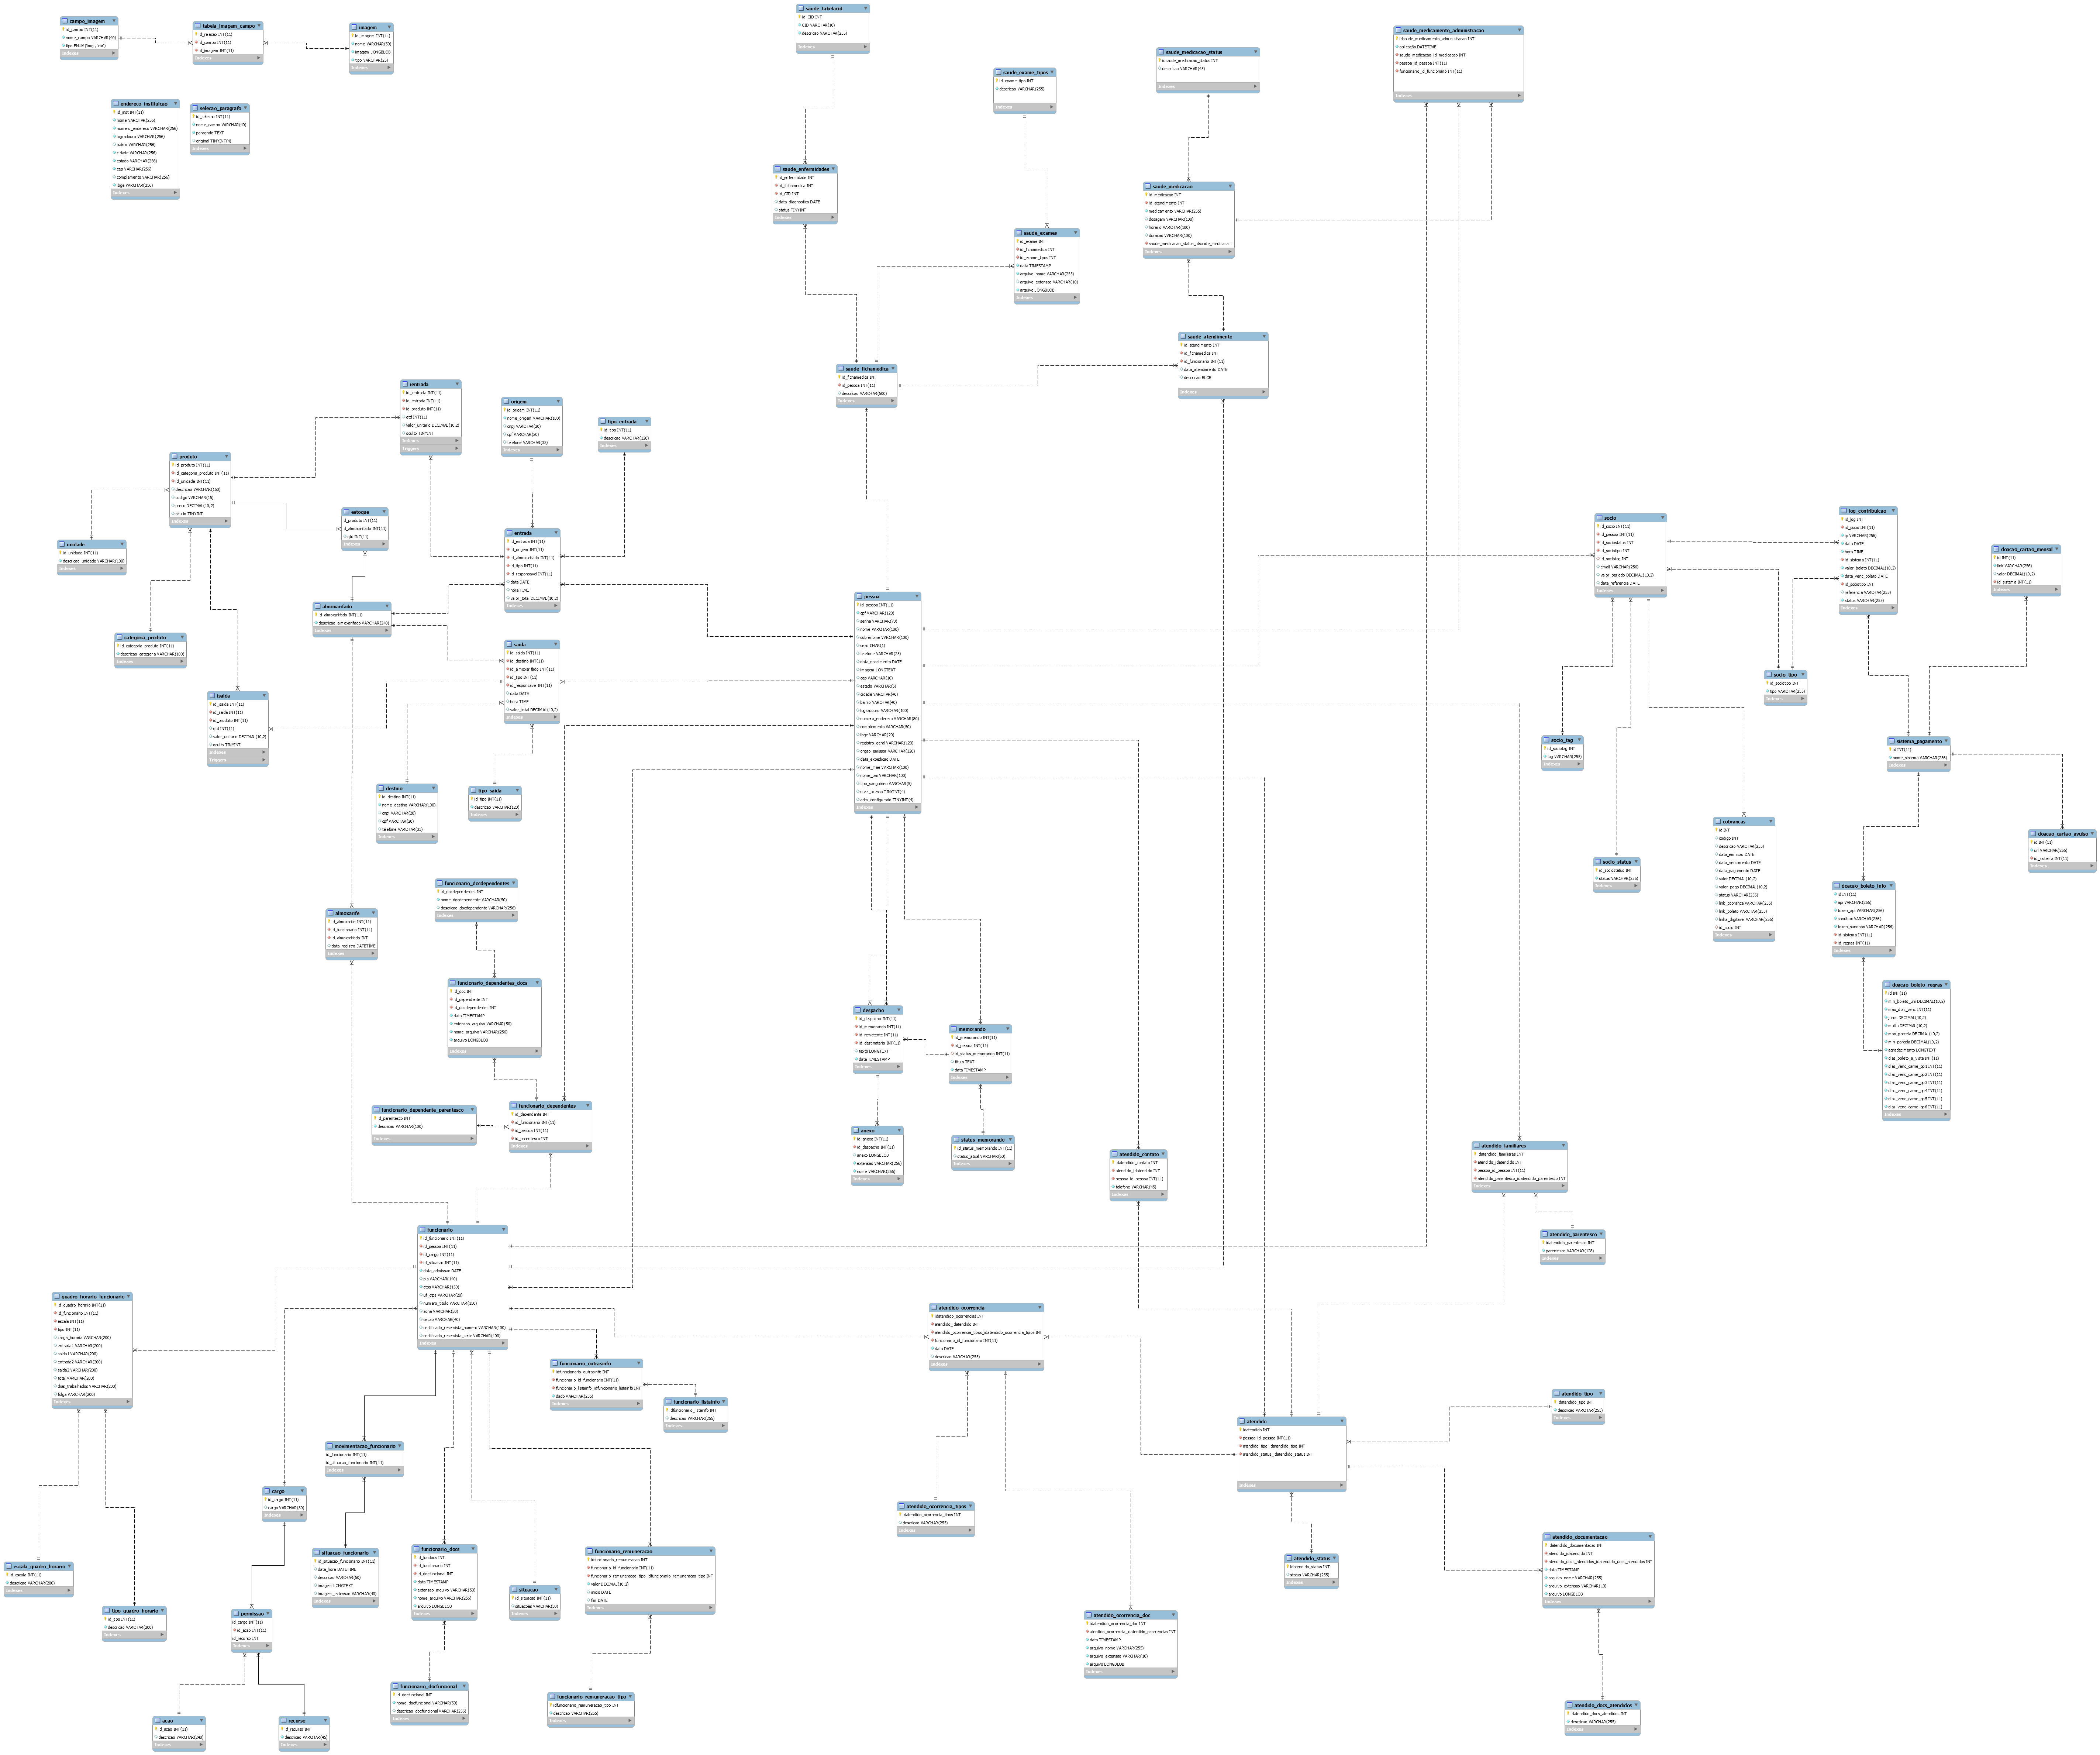 campo_imagem
id_campo INT(11)
nome_campo VARCHAR(40)
tipo ENUM('img', 'car')
Indexes
tabela_imagem_campo
id_relacao INT(11)
id_campo INT(11)
id_imagem INT(11)
Indexes
imagem
id_imagem INT(11)
nome VARCHAR(50)
imagem LONGBLOB
tipo VARCHAR(25)
Indexes
endereco_instituicao
id_inst INT(11)
nome VARCHAR(256)
numero_endereco VARCHAR(256)
logradouro VARCHAR(256)
bairro VARCHAR(256)
cidade VARCHAR(256)
estado VARCHAR(256)
cep VARCHAR(256)
complemento VARCHAR(256)
ibge VARCHAR(256)
Indexes
selecao_paragrafo
id_selecao INT(11)
nome_campo VARCHAR(40)
paragrafo TEXT
original TINYINT(4)
Indexes
saude_tabelacid
id_CID INT
CID VARCHAR(10)
descricao VARCHAR(255)
Indexes
saude_exame_tipos
id_exame_tipo INT
descricao VARCHAR(255)
Indexes
saude_medicacao_status
idsaude_medicacao_status INT
descricao VARCHAR(45)
Indexes
saude_medicamento_administracao
idsaude_medicamento_administracao INT
aplicação DATETIME
saude_medicacao_id_medicacao INT
pessoa_id_pessoa INT(11)
funcionario_id_funcionario INT(11)
Indexes
saude_enfermidades
id_enfermidade INT
id_fichamedica INT
id_CID INT
data_diagnostico DATE
status TINYINT
Indexes
saude_exames
id_exame INT
id_fichamedica INT
id_exame_tipos INT
data TIMESTAMP
arquivo_nome VARCHAR(255)
arquivo_extensao VARCHAR(10)
arquivo LONGBLOB
Indexes
saude_medicacao
id_medicacao INT
id_atendimento INT
medicamento VARCHAR(255)
dosagem VARCHAR(100)
horario VARCHAR(100)
duracao VARCHAR(100)
saude_medicacao_status_idsaude_medicaca...
Indexes
saude_atendimento
id_atendimento INT
id_fichamedica INT
id_funcionario INT(11)
data_atendimento DATE
descricao BLOB
Indexes
saude_fichamedica
id_fichamedica INT
id_pessoa INT(11)
descricao VARCHAR(500)
Indexes
ientrada
id_ientrada INT(11)
id_entrada INT(11)
id_produto INT(11)
qtd INT(11)
valor_unitario DECIMAL(10,2)
oculto TINYINT
Indexes
Triggers
origem
id_origem INT(11)
nome_origem VARCHAR(100)
cnpj VARCHAR(20)
cpf VARCHAR(20)
telefone VARCHAR(33)
Indexes
tipo_entrada
id_tipo INT(11)
descricao VARCHAR(120)
Indexes
produto
id_produto INT(11)
id_categoria_produto INT(11)
id_unidade INT(11)
descricao VARCHAR(150)
codigo VARCHAR(15)
preco DECIMAL(10,2)
oculto TINYINT
Indexes
estoque
id_produto INT(11)
id_almoxarifado INT(11)
qtd INT(11)
Indexes
unidade
id_unidade INT(11)
descricao_unidade VARCHAR(100)
Indexes
entrada
id_entrada INT(11)
id_origem INT(11)
id_almoxarifado INT(11)
id_tipo INT(11)
id_responsavel INT(11)
data DATE
hora TIME
valor_total DECIMAL(10,2)
Indexes
almoxarifado
id_almoxarifado INT(11)
descricao_almoxarifado VARCHAR(240)
Indexes
categoria_produto
id_categoria_produto INT(11)
descricao_categoria VARCHAR(100)
Indexes
saida
id_saida INT(11)
id_destino INT(11)
id_almoxarifado INT(11)
id_tipo INT(11)
id_responsavel INT(11)
data DATE
hora TIME
valor_total DECIMAL(10,2)
Indexes
isaida
id_isaida INT(11)
id_saida INT(11)
id_produto INT(11)
qtd INT(11)
valor_unitario DECIMAL(10,2)
oculto TINYINT
Indexes
Triggers
destino
id_destino INT(11)
nome_destino VARCHAR(100)
cnpj VARCHAR(20)
cpf VARCHAR(20)
telefone VARCHAR(33)
Indexes
tipo_saida
id_tipo INT(11)
descricao VARCHAR(120)
Indexes
pessoa
id_pessoa INT(11)
cpf VARCHAR(120)
senha VARCHAR(70)
nome VARCHAR(100)
sobrenome VARCHAR(100)
sexo CHAR(1)
telefone VARCHAR(25)
data_nascimento DATE
imagem LONGTEXT
cep VARCHAR(10)
estado VARCHAR(5)
cidade VARCHAR(40)
bairro VARCHAR(40)
logradouro VARCHAR(100)
numero_endereco VARCHAR(80)
complemento VARCHAR(50)
ibge VARCHAR(20)
registro_geral VARCHAR(120)
orgao_emissor VARCHAR(120)
data_expedicao DATE
nome_mae VARCHAR(100)
nome_pai VARCHAR(100)
tipo_sanguineo VARCHAR(5)
nivel_acesso TINYINT(4)
adm_configurado TINYINT(4)
Indexes
socio
id_socio INT(11)
id_pessoa INT(11)
id_sociostatus INT
id_sociotipo INT
id_sociotag INT
email VARCHAR(256)
valor_periodo DECIMAL(10,2)
data_referencia DATE
Indexes
log_contribuicao
id_log INT
id_socio INT(11)
ip VARCHAR(256)
data DATE
hora TIME
id_sistema INT(11)
valor_boleto DECIMAL(10,2)
data_venc_boleto DATE
id_sociotipo INT
referencia VARCHAR(255)
status VARCHAR(255)
Indexes
doacao_cartao_mensal
id INT(11)
link VARCHAR(256)
valor DECIMAL(10,2)
id_sistema INT(11)
Indexes
socio_tipo
id_sociotipo INT
tipo VARCHAR(255)
Indexes
socio_tag
id_sociotag INT
tag VARCHAR(255)
Indexes
sistema_pagamento
id INT(11)
nome_sistema VARCHAR(256)
Indexes
cobrancas
id INT
codigo INT
descricao VARCHAR(255)
data_emissao DATE
data_vencimento DATE
data_pagamento DATE
valor DECIMAL(10,2)
valor_pago DECIMAL(10,2)
status VARCHAR(255)
link_cobranca VARCHAR(255)
link_boleto VARCHAR(255)
linha_digitavel VARCHAR(255)
id_socio INT
Indexes
doacao_cartao_avulso
id INT(11)
url VARCHAR(256)
id_sistema INT(11)
Indexes
socio_status
id_sociostatus INT
status VARCHAR(255)
Indexes
doacao_boleto_info
id INT(11)
api VARCHAR(256)
token_api VARCHAR(256)
sandbox VARCHAR(256)
token_sandbox VARCHAR(256)
id_sistema INT(11)
id_regras INT(11)
Indexes
doacao_boleto_regras
id INT(11)
min_boleto_uni DECIMAL(10,2)
max_dias_venc INT(11)
juros DECIMAL(10,2)
multa DECIMAL(10,2)
max_parcela DECIMAL(10,2)
min_parcela DECIMAL(10,2)
agradecimento LONGTEXT
dias_boleto_a_vista INT(11)
dias_venc_carne_op1 INT(11)
dias_venc_carne_op2 INT(11)
dias_venc_carne_op3 INT(11)
dias_venc_carne_op4 INT(11)
dias_venc_carne_op5 INT(11)
dias_venc_carne_op6 INT(11)
Indexes
funcionario_docdependentes
id_docdependentes INT
nome_docdependente VARCHAR(50)
descricao_docdependente VARCHAR(256)
Indexes
almoxarife
id_almoxarife INT(11)
id_funcionario INT(11)
id_almoxarifado INT
data_registro DATETIME
Indexes
funcionario_dependentes_docs
id_doc INT
id_dependente INT
id_docdependentes INT
data TIMESTAMP
extensao_arquivo VARCHAR(50)
nome_arquivo VARCHAR(256)
arquivo LONGBLOB
Indexes
despacho
id_despacho INT(11)
id_memorando INT(11)
id_remetente INT(11)
id_destinatario INT(11)
texto LONGTEXT
data TIMESTAMP
Indexes
memorando
id_memorando INT(11)
id_pessoa INT(11)
id_status_memorando INT(11)
titulo TEXT
data TIMESTAMP
Indexes
funcionario_dependente_parentesco
id_parentesco INT
descricao VARCHAR(100)
Indexes
funcionario_dependentes
id_dependente INT
id_funcionario INT(11)
id_pessoa INT(11)
id_parentesco INT
Indexes
anexo
id_anexo INT(11)
id_despacho INT(11)
anexo LONGBLOB
extensao VARCHAR(256)
nome VARCHAR(256)
Indexes
status_memorando
id_status_memorando INT(11)
status_atual VARCHAR(60)
Indexes
atendido_contato
idatendido_contato INT
atendido_idatendido INT
pessoa_id_pessoa INT(11)
telefone VARCHAR(45)
Indexes
atendido_familiares
idatendido_familiares INT
atendido_idatendido INT
pessoa_id_pessoa INT(11)
atendido_parentesco_idatendido_parentesco INT
Indexes
atendido_parentesco
idatendido_parentesco INT
parentesco VARCHAR(128)
Indexes
funcionario
id_funcionario INT(11)
id_pessoa INT(11)
id_cargo INT(11)
id_situacao INT(11)
data_admissao DATE
pis VARCHAR(140)
ctps VARCHAR(150)
uf_ctps VARCHAR(20)
numero_titulo VARCHAR(150)
zona VARCHAR(30)
secao VARCHAR(40)
certificado_reservista_numero VARCHAR(100)
certificado_reservista_serie VARCHAR(100)
Indexes
quadro_horario_funcionario
id_quadro_horario INT(11)
id_funcionario INT(11)
escala INT(11)
tipo INT(11)
carga_horaria VARCHAR(200)
entrada1 VARCHAR(200)
saida1 VARCHAR(200)
entrada2 VARCHAR(200)
saida2 VARCHAR(200)
total VARCHAR(200)
dias_trabalhados VARCHAR(200)
folga VARCHAR(200)
Indexes
funcionario_outrasinfo
idfunncionario_outrasinfo INT
funcionario_id_funcionario INT(11)
funcionario_listainfo_idfuncionario_listainfo INT
dado VARCHAR(255)
Indexes
funcionario_listainfo
idfuncionario_listainfo INT
descricao VARCHAR(255)
Indexes
atendido_ocorrencia
idatendido_ocorrencias INT
atendido_idatendido INT
atendido_ocorrencia_tipos_idatendido_ocorrencia_tipos INT
funcionario_id_funcionario INT(11)
data DATE
descricao VARCHAR(255)
Indexes
atendido_tipo
idatendido_tipo INT
descricao VARCHAR(255)
Indexes
atendido
idatendido INT
pessoa_id_pessoa INT(11)
atendido_tipo_idatendido_tipo INT
atendido_status_idatendido_status INT
Indexes
movimentacao_funcionario
id_funcionario INT(11)
id_situacao_funcionario INT(11)
Indexes
cargo
id_cargo INT(11)
cargo VARCHAR(30)
Indexes
atendido_ocorrencia_tipos
idatendido_ocorrencia_tipos INT
descricao VARCHAR(255)
Indexes
escala_quadro_horario
id_escala INT(11)
descricao VARCHAR(200)
Indexes
situacao_funcionario
id_situacao_funcionario INT(11)
data_hora DATETIME
descricao VARCHAR(50)
imagem LONGTEXT
imagem_extensao VARCHAR(40)
Indexes
funcionario_docs
id_fundocs INT
id_funcionario INT
id_docfuncional INT
data TIMESTAMP
extensao_arquivo VARCHAR(50)
nome_arquivo VARCHAR(256)
arquivo LONGBLOB
Indexes
situacao
id_situacao INT(11)
situacoes VARCHAR(30)
Indexes
funcionario_remuneracao
idfuncionario_remuneracao INT
funcionario_id_funcionario INT(11)
funcionario_remuneracao_tipo_idfuncionario_remuneracao_tipo INT
valor DECIMAL(10,2)
inicio DATE
fim DATE
Indexes
atendido_status
idatendido_status INT
status VARCHAR(255)
Indexes
atendido_documentacao
idatendido_documentacao INT
atendido_idatendido INT
atendido_docs_atendidos_idatendido_docs_atendidos INT
data TIMESTAMP
arquivo_nome VARCHAR(255)
arquivo_extensao VARCHAR(10)
arquivo LONGBLOB
Indexes
tipo_quadro_horario
id_tipo INT(11)
descricao VARCHAR(200)
Indexes
permissao
id_cargo INT(11)
id_acao INT(11)
id_recurso INT
Indexes
atendido_ocorrencia_doc
idatendido_ocorrencia_doc INT
atentido_ocorrencia_idatentido_ocorrencias INT
data TIMESTAMP
arquivo_nome VARCHAR(255)
arquivo_extensao VARCHAR(10)
arquivo LONGBLOB
Indexes
funcionario_docfuncional
id_docfuncional INT
nome_docfuncional VARCHAR(50)
descricao_docfuncional VARCHAR(256)
Indexes
funcionario_remuneracao_tipo
idfuncionario_remuneracao_tipo INT
descricao VARCHAR(255)
Indexes
atendido_docs_atendidos
idatendido_docs_atendidos INT
descricao VARCHAR(255)
Indexes
acao
id_acao INT(11)
descricao VARCHAR(240)
Indexes
recurso
id_recurso INT
descricao VARCHAR(45)
Indexes